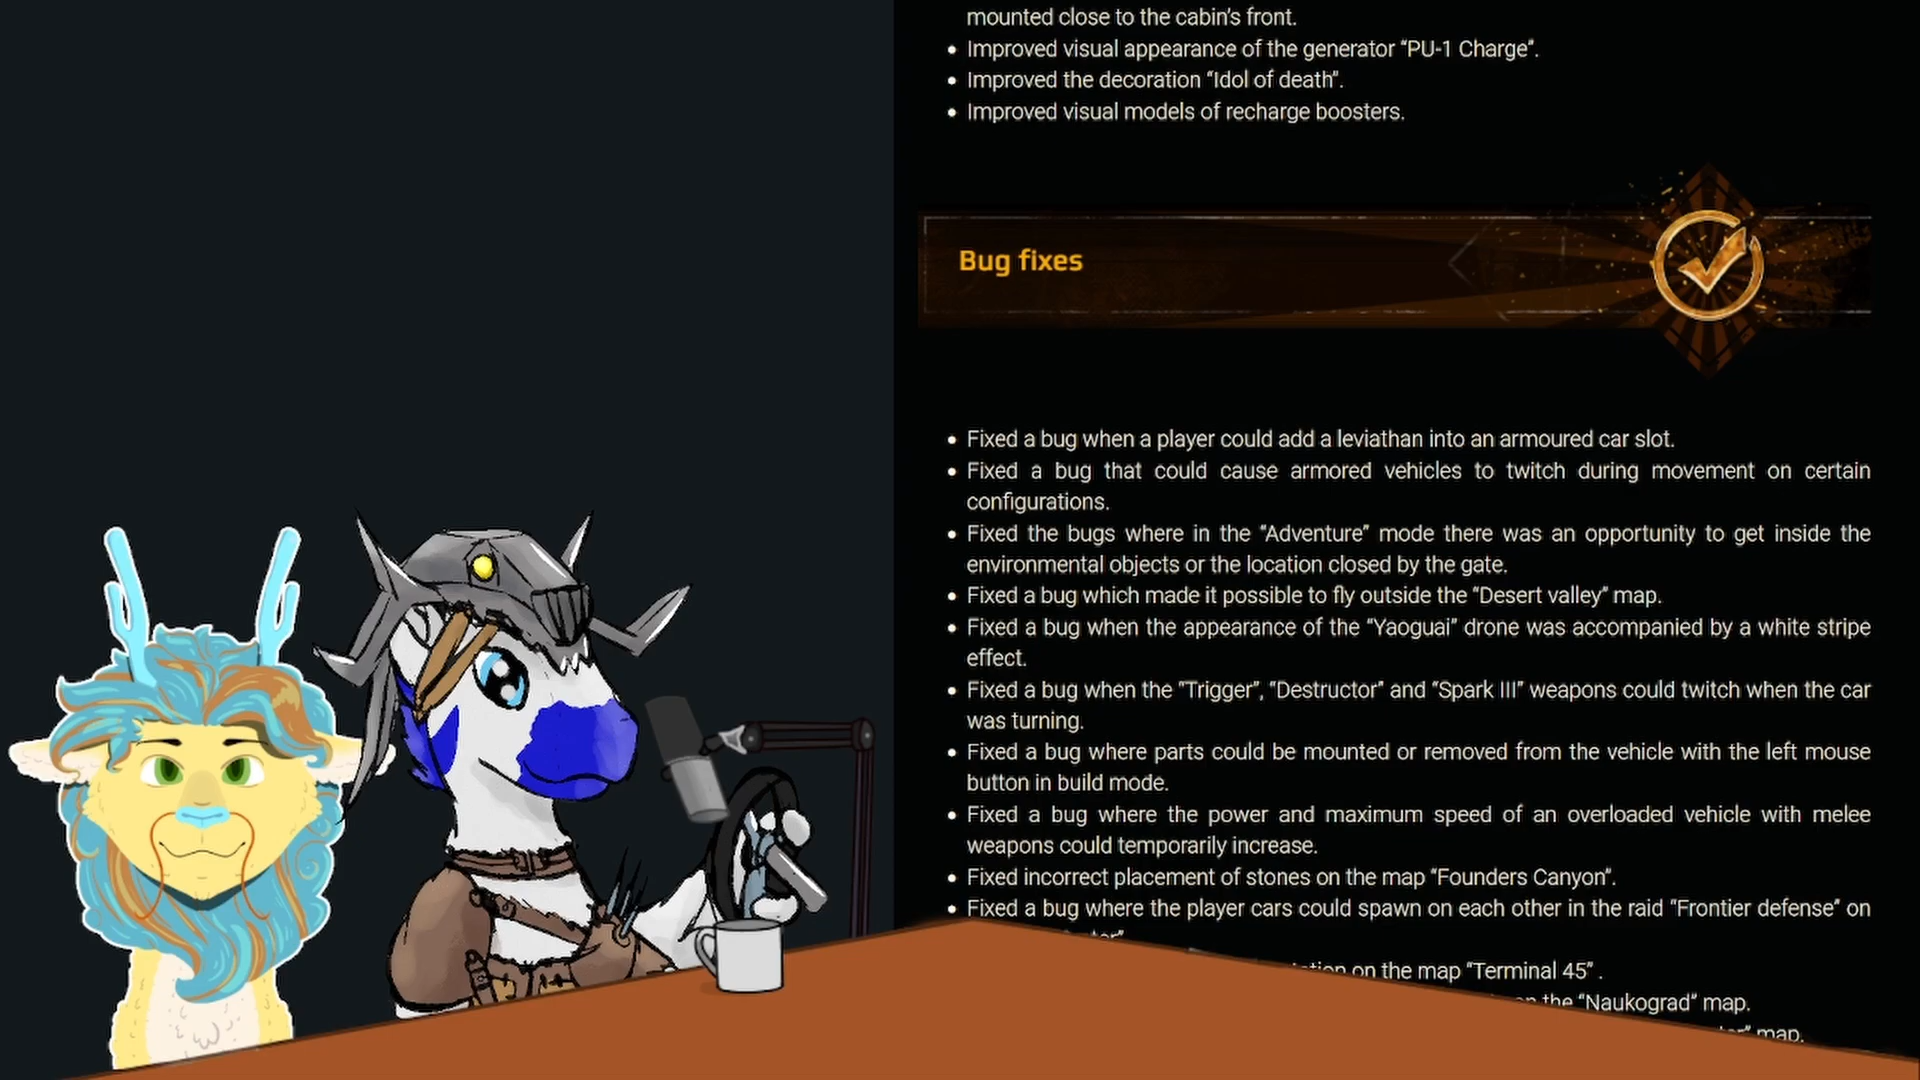 mounted close to the cabin’s front.
• Improved visual appearance of the generator “PU-1 Charge”.
• Improved the decoration “Idol of death”.
• Improved visual models of recharge boosters.
Bug fixes
• Fixed a bug when a player could add a leviathan into an armoured car slot.
• Fixed a bug that could cause armored vehicles to twitch during movement on certain
configurations.
• Fixed the bugs where in the “Adventure” mode there was an opportunity to get inside the
environmental objects or the location closed by the gate.
• Fixed a bug which made it possible to fly outside the “Desert valley” map.
• Fixed a bug when the appearance of the “Yaoguai” drone was accompanied by a white stripe
effect.
• Fixed a bug when the “Trigger”, “Destructor” and “Spark III” weapons could twitch when the car
was turning.
• Fixed a bug where parts could be mounted or removed from the vehicle with the left mouse
button in build mode.
• Fixed a bug where the power and maximum speed of an overloaded vehicle with melee
weapons could temporarily increase.
• Fixed incorrect placement of stones on the map “Founders Canyon”.
• Fixed a bug where the player cars could spawn on each other in the raid “Frontier defense” on
on the map “Terminal 45” .
the “Naukograd” map.
map.